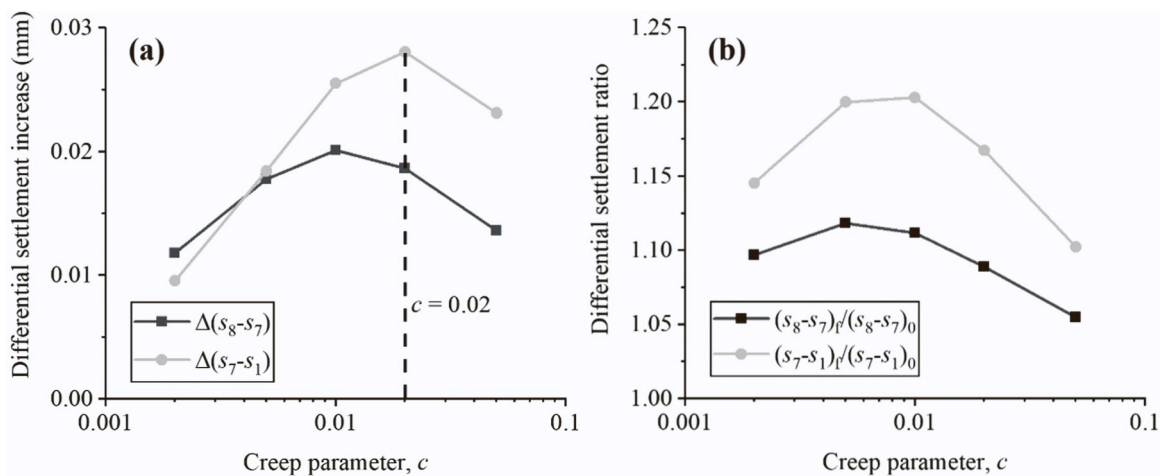 (a)
Differential settlement increase (mm)
0.03
0.02
0.01
0.00
0.001
0.01
0.1
Creep parameter, c
Δ(s₈-s₇)
Δ(s₇-s₁)
c = 0.02
(b)
Differential settlement ratio
1.25
1.20
1.15
1.10
1.05
1.00
0.001
0.01
0.1
Creep parameter, c
(s₈-s₇)f/(s₈-s₇)₀
(s₇-s₁)f/(s₇-s₁)₀